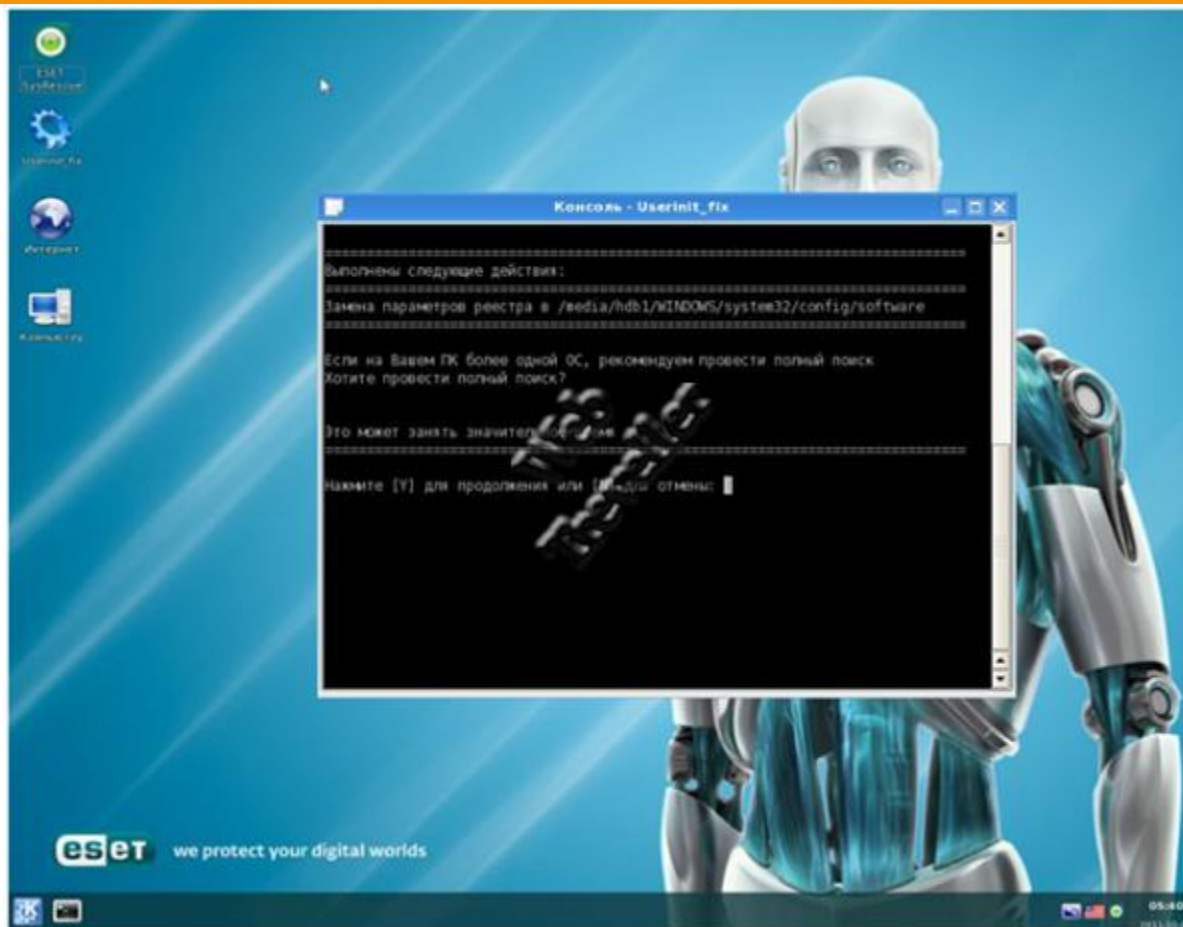 ESET
SysRescue
Userinit_fix
Интернет
Компьютер
Консоль - Userinit_fix
Выполнены следующие действия:
Замена параметров реестра в /media/hdb1/WINDOWS/system32/config/software
Если на Вашем ПК более одной ОС, рекомендуем провести полный поиск
Хотите провести полный поиск?
Это может занять
Нажмите [Y] для продолжения или для отмены:
eseT we protect your digital worlds
05:40